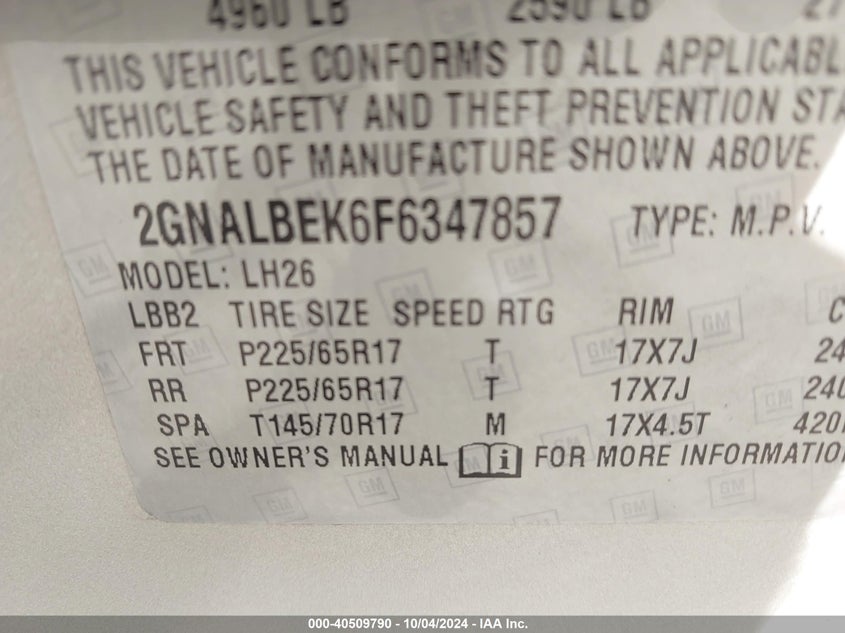 4960 LB 2590 LB
THIS VEHICLE CONFORMS TO ALL APPLICABL
VEHICLE SAFETY AND THEFT PREVENTION STA
THE DATE OF MANUFACTURE SHOWN ABOVE.
2GNALBEK6F6347857 TYPE: M.P.V.
MODEL: LH26
LBB2 TIRE SIZE SPEED RTG RIM C
FRT P225/65R17 T 17X7J 24
RR P225/65R17 T 17X7J 240
SPA T145/70R17 M 17X4.5T 420
SEE OWNER'S MANUAL i FOR MORE INFORMATIO
000-40509790 - 10/04/2024 - IAA Inc.